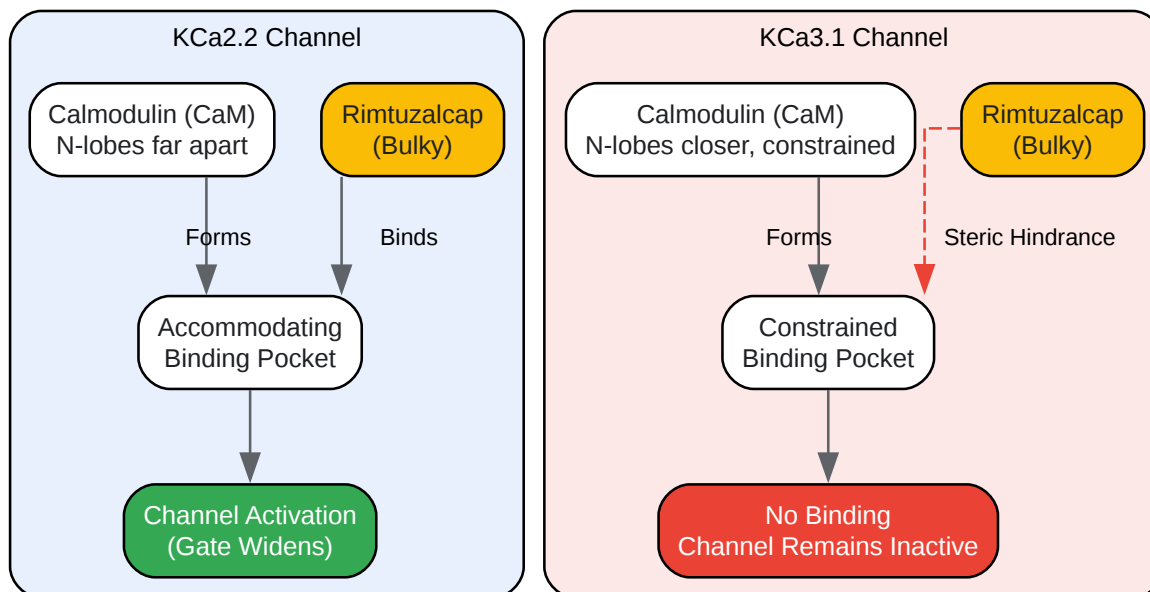 KCa2.2 Channel
Calmodulin (CaM)
N-lobes far apart
Rimtuzalcap
(Bulky)
Forms
Binds
Accommodating
Binding Pocket
Channel Activation
(Gate Widens)
KCa3.1 Channel
Calmodulin (CaM)
N-lobes closer, constrained
Rimtuzalcap
(Bulky)
Forms
Steric Hindrance
Constrained
Binding Pocket
No Binding
Channel Remains Inactive